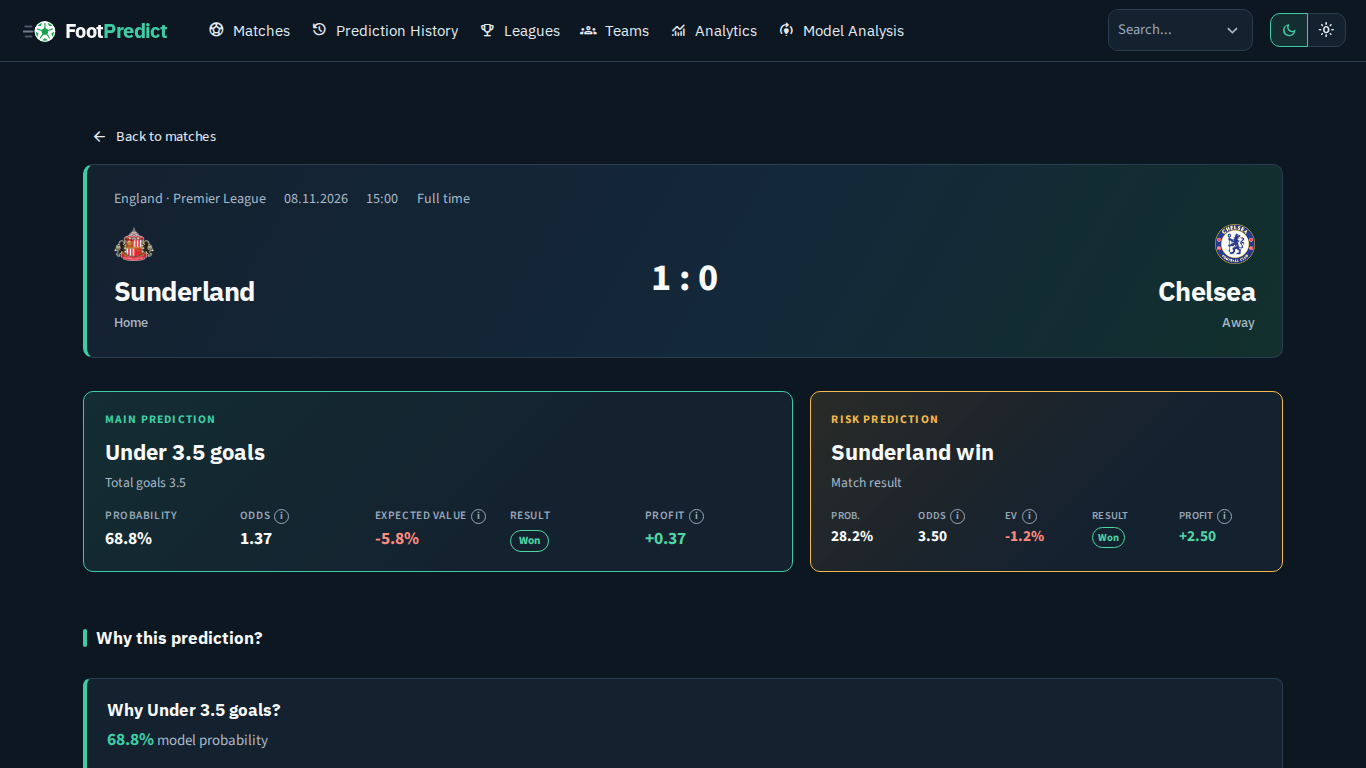 FootPredict Matches Prediction History Leagues Teams Analytics Model Analysis Search...
Back to matches
England · Premier League 08.11.2026 15:00 Full time
Sunderland 1 : 0 Chelsea
Home Away
MAIN PREDICTION
Under 3.5 goals
Total goals 3.5
PROBABILITY ODDS i EXPECTED VALUE i RESULT PROFIT i
68.8% 1.37 -5.8% Won +0.37
RISK PREDICTION
Sunderland win
Match result
PROB. ODDS i EV i RESULT PROFIT i
28.2% 3.50 -1.2% Won +2.50
Why this prediction?
Why Under 3.5 goals?
68.8% model probability